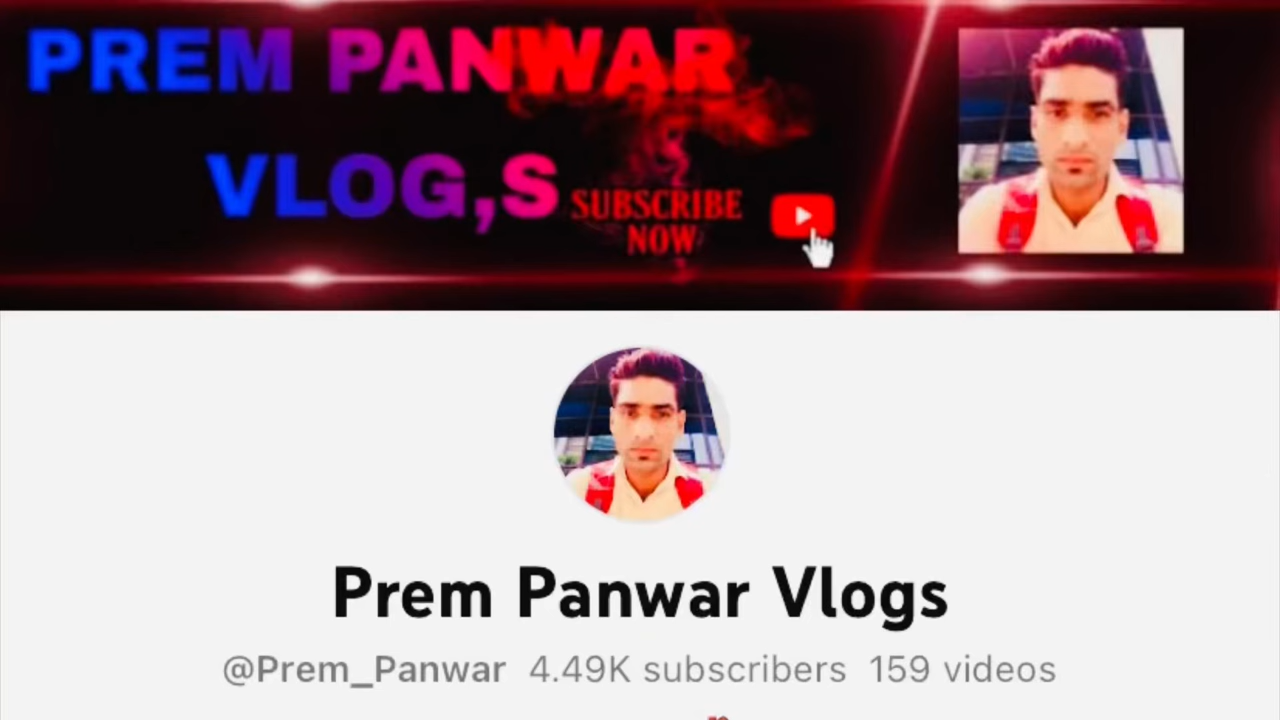 PREM PANWAR
VLOG,S
SUBSCRIBE
NOW
Prem Panwar Vlogs
@Prem_Panwar 4.49K subscribers 159 videos